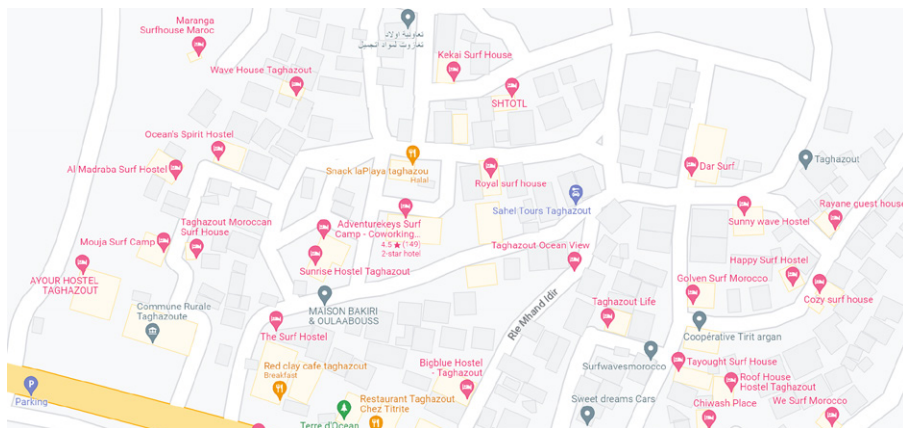 Maranga
Surfhouse Maroc
تعاونية اولاد
Kekai Surf House
Wave House Taghazout
SHTOTL
Ocean's Spirit Hostel
Al Madraba Surf Hostel
Snack laPlaya taghazou
Halal
Royal surf house
Dar Surf
Taghazout
Sahel Tours Taghazout
Rayane guest house
Sunny wave Hostel
Taghazout Moroccan
Surf House
Mouja Surf Camp
Adventurekeys Surf
Camp - Coworking...
4.5 ★ (149)
2-star hotel
Sunrise Hostel Taghazout
Taghazout Ocean View
AYOUR HOSTEL
TAGHAZOUT
Happy Surf Hostel
Golven Surf Morocco
Cozy surf house
Commune Rurale
Taghazoute
MAISON BAKIRI
& OULAABOUSS
Rle Mhand Idir
Taghazout Life
The Surf Hostel
Coopérative Tirit argan
Red clay cafe taghazout
Breakfast
Bigblue Hostel
- Taghazout
Surfwavesmorocco
Tayought Surf House
Roof House
Hostel Taghazout
Parking
Restaurant Taghazout
Chez Titrite
Sweet dreams Cars
Chiwash Place
We Surf Morocco
Terre d'Ocean